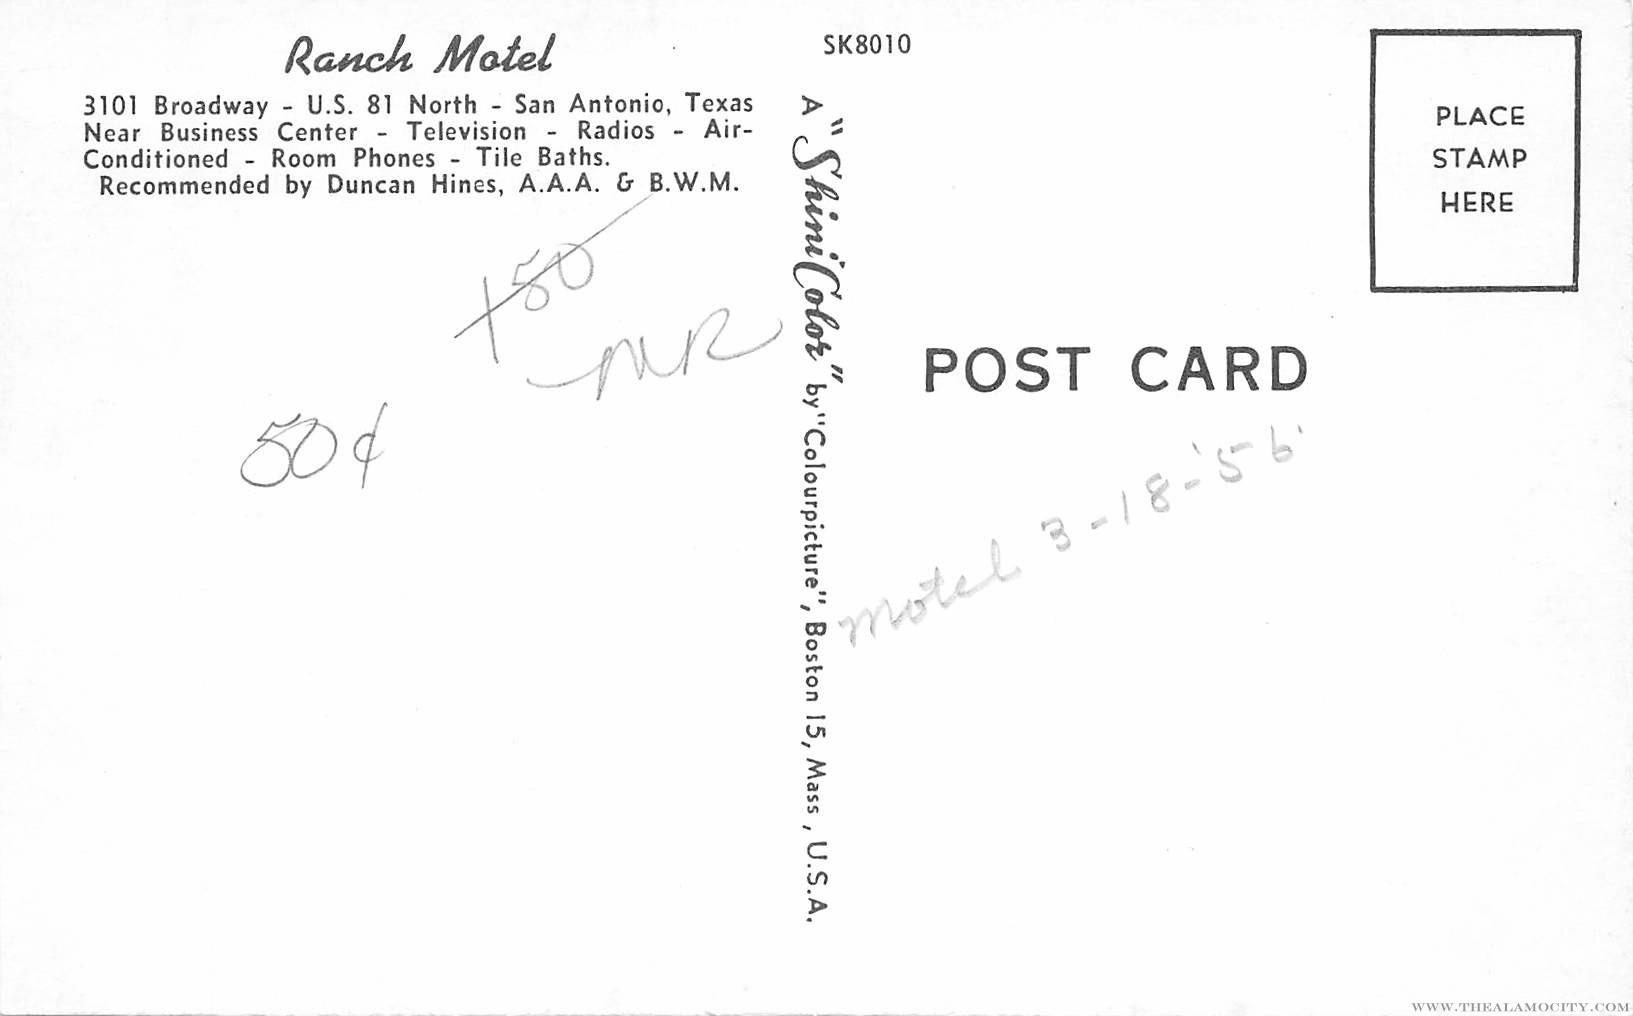 Ranch Motel
3101 Broadway - U.S. 81 North - San Antonio, Texas
Near Business Center - Television - Radios - Air-
Conditioned - Room Phones - Tile Baths.
Recommended by Duncan Hines, A.A.A. & B.W.M.
50
MR
50¢
SK8010
A "ShiniColor" by "Colourpicture", Boston 15, Mass., U.S.A.
PLACE
STAMP
HERE
POST CARD
Motel 3-18-'56'
WWW.THEALAMOCITY.COM